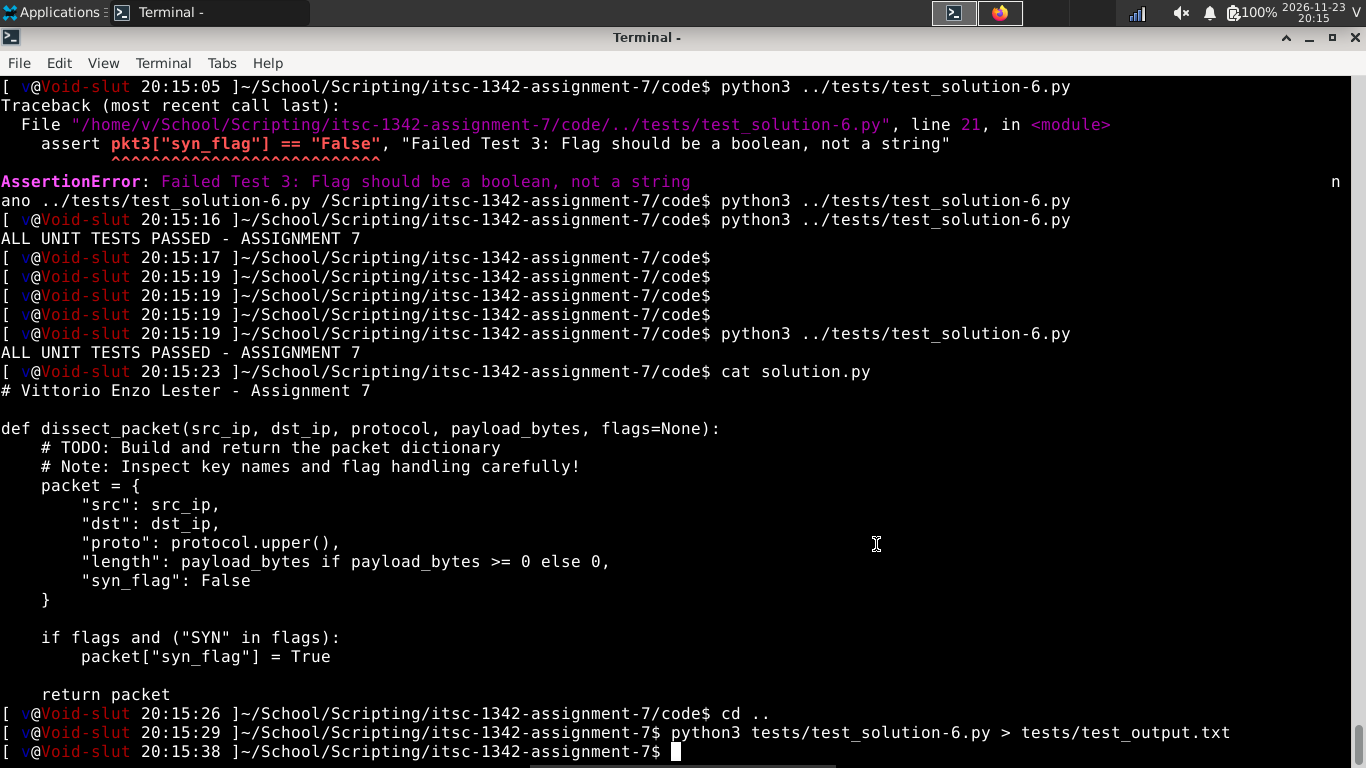 Applications Terminal - 100% 2026-11-23 20:15 V
Terminal -
File Edit View Terminal Tabs Help
[ v@Void-slut 20:15:05 ]~/School/Scripting/itsc-1342-assignment-7/code$ python3 ../tests/test_solution-6.py
Traceback (most recent call last):
  File "/home/v/School/Scripting/itsc-1342-assignment-7/code/../tests/test_solution-6.py", line 21, in <module>
    assert pkt3["syn_flag"] == "False", "Failed Test 3: Flag should be a boolean, not a string"
           ^^^^^^^^^^^^^^^^^^^^^^^^^^^
AssertionError: Failed Test 3: Flag should be a boolean, not a string n
ano ../tests/test_solution-6.py /Scripting/itsc-1342-assignment-7/code$ python3 ../tests/test_solution-6.py
[ v@Void-slut 20:15:16 ]~/School/Scripting/itsc-1342-assignment-7/code$ python3 ../tests/test_solution-6.py
ALL UNIT TESTS PASSED - ASSIGNMENT 7
[ v@Void-slut 20:15:17 ]~/School/Scripting/itsc-1342-assignment-7/code$
[ v@Void-slut 20:15:19 ]~/School/Scripting/itsc-1342-assignment-7/code$
[ v@Void-slut 20:15:19 ]~/School/Scripting/itsc-1342-assignment-7/code$
[ v@Void-slut 20:15:19 ]~/School/Scripting/itsc-1342-assignment-7/code$
[ v@Void-slut 20:15:19 ]~/School/Scripting/itsc-1342-assignment-7/code$ python3 ../tests/test_solution-6.py
ALL UNIT TESTS PASSED - ASSIGNMENT 7
[ v@Void-slut 20:15:23 ]~/School/Scripting/itsc-1342-assignment-7/code$ cat solution.py
# Vittorio Enzo Lester - Assignment 7

def dissect_packet(src_ip, dst_ip, protocol, payload_bytes, flags=None):
    # TODO: Build and return the packet dictionary
    # Note: Inspect key names and flag handling carefully!
    packet = {
        "src": src_ip,
        "dst": dst_ip,
        "proto": protocol.upper(),
        "length": payload_bytes if payload_bytes >= 0 else 0,
        "syn_flag": False
    }

    if flags and ("SYN" in flags):
        packet["syn_flag"] = True

    return packet
[ v@Void-slut 20:15:26 ]~/School/Scripting/itsc-1342-assignment-7/code$ cd ..
[ v@Void-slut 20:15:29 ]~/School/Scripting/itsc-1342-assignment-7$ python3 tests/test_solution-6.py > tests/test_output.txt
[ v@Void-slut 20:15:38 ]~/School/Scripting/itsc-1342-assignment-7$